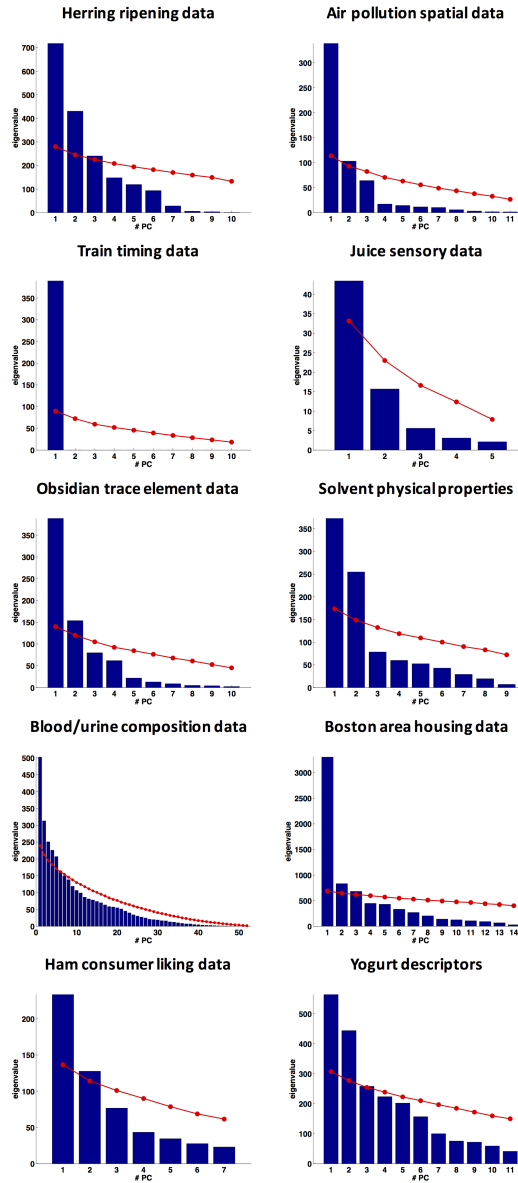 Herring ripening data
700
600
500
400
300
200
100
0
eigenvalue
1 2 3 4 5 6 7 8 9 10
# PC
Air pollution spatial data
300
250
200
150
100
50
0
eigenvalue
1 2 3 4 5 6 7 8 9 10 11
# PC
Train timing data
350
300
250
200
150
100
50
0
eigenvalue
1 2 3 4 5 6 7 8 9 10
# PC
Juice sensory data
40
35
30
25
20
15
10
5
0
eigenvalue
1 2 3 4 5
# PC
Obsidian trace element data
350
300
250
200
150
100
50
0
eigenvalue
1 2 3 4 5 6 7 8 9 10
# PC
Solvent physical properties
350
300
250
200
150
100
50
0
eigenvalue
1 2 3 4 5 6 7 8 9
# PC
Blood/urine composition data
500
450
400
350
300
250
200
150
100
50
0
eigenvalue
0 10 20 30 40 50
# PC
Boston area housing data
3000
2500
2000
1500
1000
500
0
eigenvalue
1 2 3 4 5 6 7 8 9 10 11 12 13 14
# PC
Ham consumer liking data
200
150
100
50
0
eigenvalue
1 2 3 4 5 6 7
# PC
Yogurt descriptors
500
400
300
200
100
0
eigenvalue
1 2 3 4 5 6 7 8 9 10 11
# PC